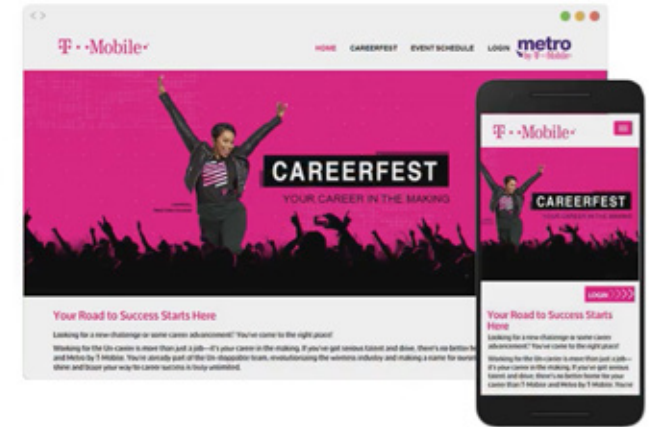 T··Mobile·
HOME CAREERFEST EVENT SCHEDULE LOGIN
metro
by T··Mobile·
CAREERFEST
YOUR CAREER IN THE MAKING
Your Road to Success Starts Here
Looking for a new challenge or some career advancement? You've come to the right place!
Working for the Un-carrier is more than just a job—it's your career in the making. If you've got serious talent and drive, there's no better
and Metro by T-Mobile. You're already part of the Un-stoppable team, revolutionizing the wireless industry and making a name for
shine and blaze your way to career success is truly unlimited.
T··Mobile·
CAREERFEST
YOUR CAREER IN THE MAKING
LOGIN
Your Road to Success Starts
Here
Looking for a new challenge or some career
advancement? You've come to the right place!
Working for the Un-carrier is more than just a job—
it's your career in the making. If you've got serious
talent and drive, there's no better home for your
career than T-Mobile and Metro by T-Mobile. You're